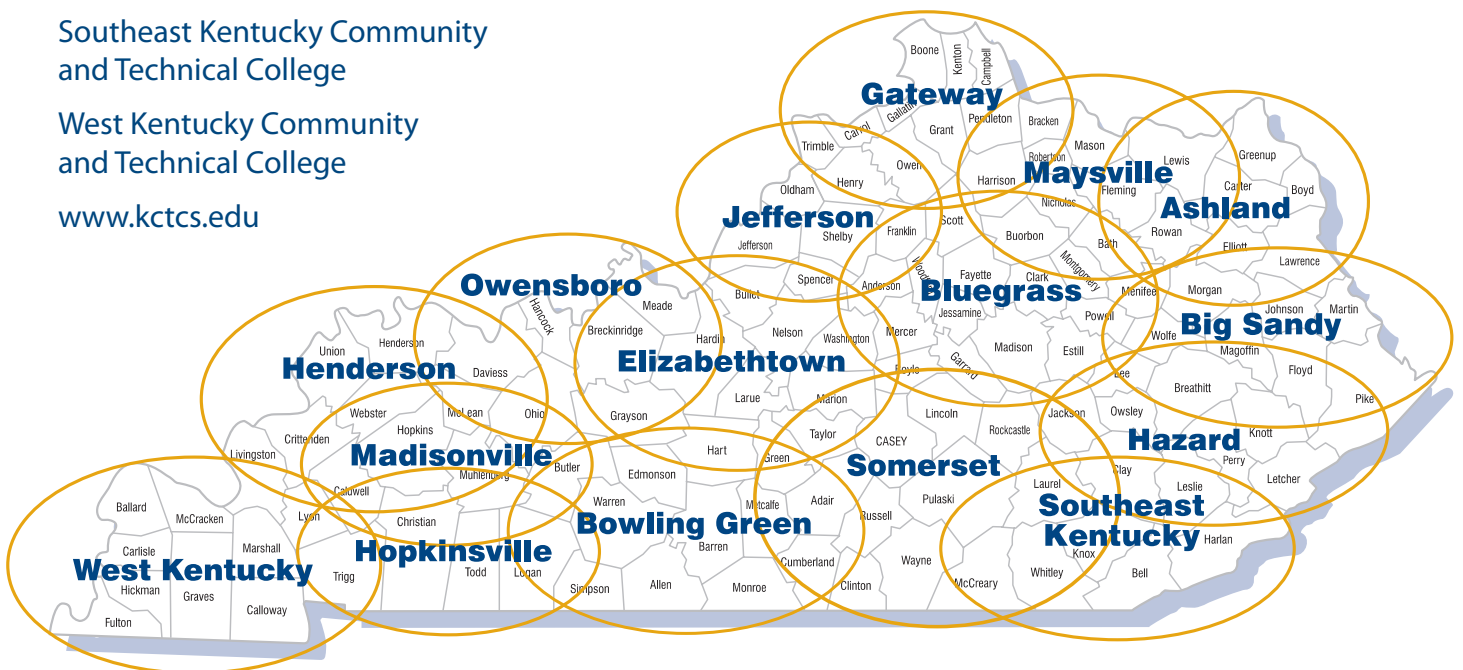 Southeast Kentucky Community
and Technical College
West Kentucky Community
and Technical College
www.kctcs.edu
Boone
Kenton
Campbell
Gateway
Gallatin
Carrol
Grant
Pendleton
Bracken
Trimble
Owen
Robertson
Mason
Lewis
Greenup
Henry
Harrison
Maysville
Fleming
Carter
Boyd
Oldham
Nicholas
Ashland
Jefferson
Franklin
Scott
Buorbon
Rowan
Jefferson
Shelby
Bath
Elliott
Lawrence
Owensboro
Spencer
Anderson
Woodford
Fayette
Clark
Montgomery
Menifee
Morgan
Bullet
Bluegrass
Hancock
Meade
Jessamine
Powell
Johnson
Martin
Big Sandy
Breckinridge
Hardin
Nelson
Washington
Mercer
Madison
Estill
Wolfe
Magoffin
Union
Henderson
Henderson
Elizabethtown
Garrard
Boyle
Lee
Floyd
Daviess
Breathitt
Pike
Larue
Marion
Webster
McLean
Ohio
Grayson
Lincoln
Jackson
Owsley
Hopkins
Taylor
CASEY
Rockcastle
Hazard
Knott
Crittenden
Livingston
Madisonville
Hart
Green
Somerset
Perry
Butler
Edmonson
Clay
Muhlenberg
Caldwell
Laurel
Leslie
Letcher
Ballard
McCracken
Lyon
Christian
Warren
Metcalfe
Adair
Pulaski
Russell
Southeast
Kentucky
Bowling Green
Harlan
Carlisle
Marshall
Hopkinsville
Barren
Knox
West Kentucky
Trigg
Todd
Logan
Cumberland
Wayne
Whitley
Bell
Hickman
Graves
Simpson
Allen
Monroe
Clinton
McCreary
Calloway
Fulton